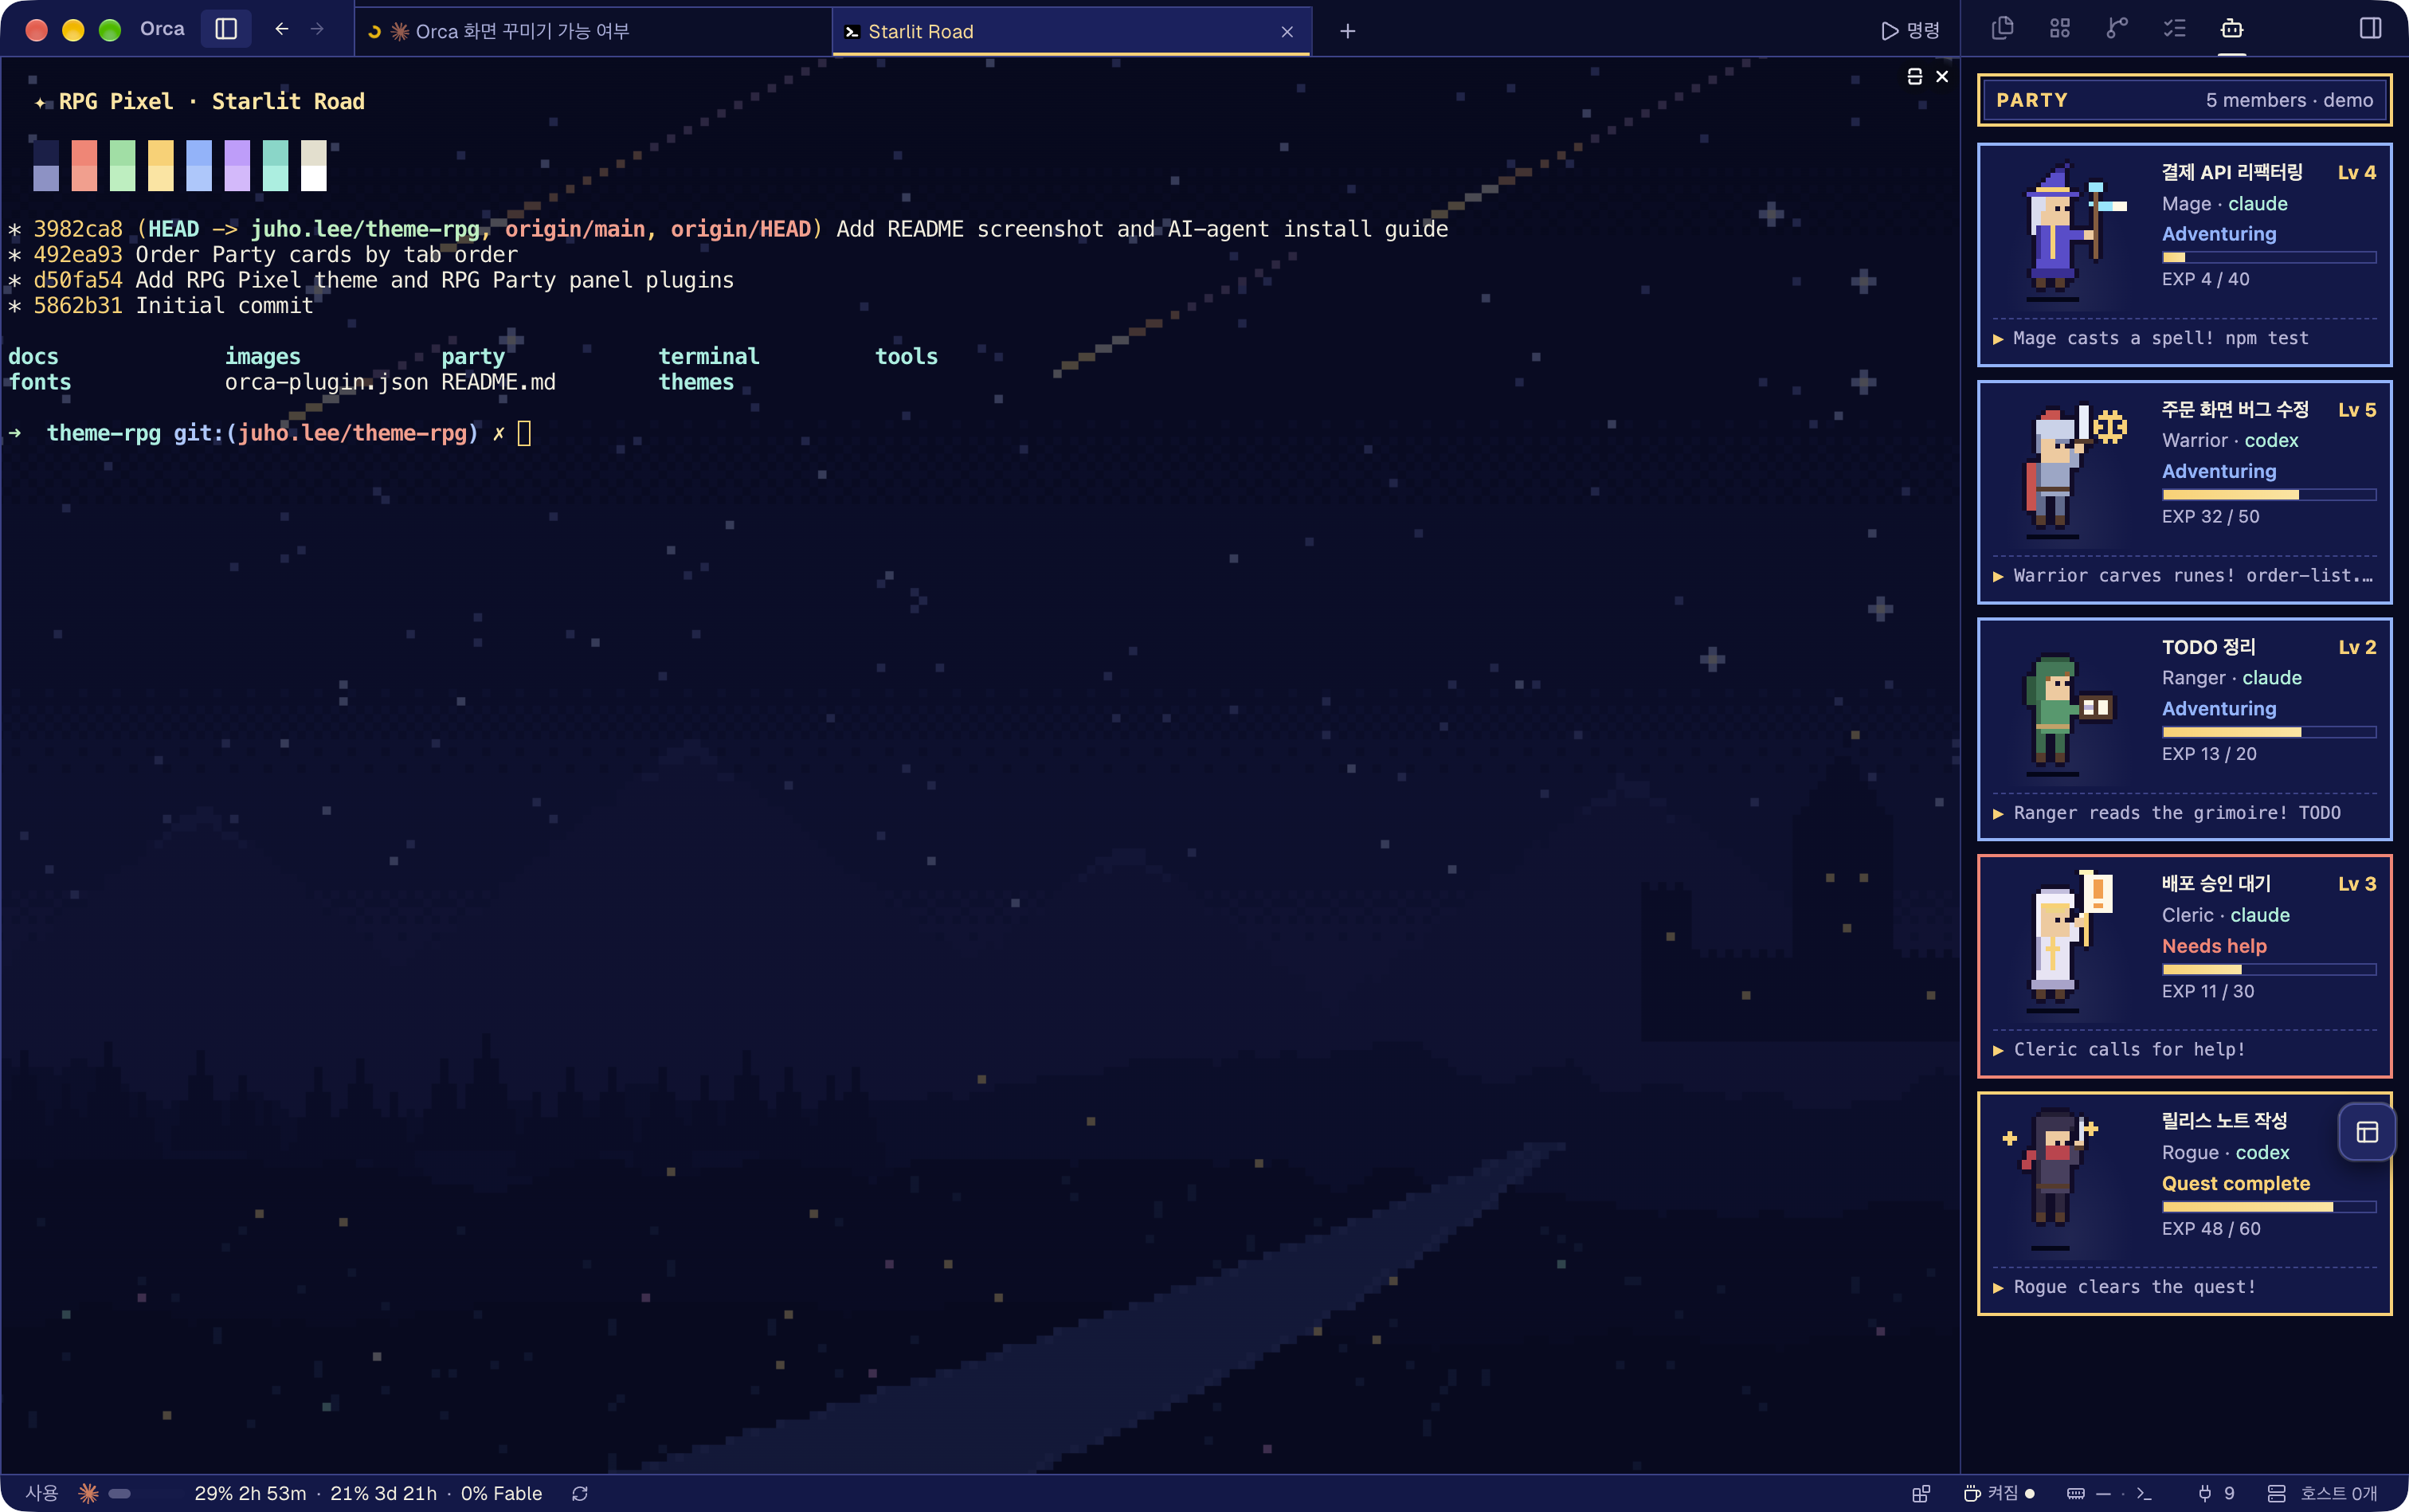 Orca
Orca 화면 꾸미기 가능 여부
Starlit Road
명령
✦ RPG Pixel · Starlit Road
* 3982ca8 (HEAD -> juho.lee/theme-rpg, origin/main, origin/HEAD) Add README screenshot and AI-agent install guide
* 492ea93 Order Party cards by tab order
* d50fa54 Add RPG Pixel theme and RPG Party panel plugins
* 5862b31 Initial commit
docs images party terminal tools
fonts orca-plugin.json README.md themes
→ theme-rpg git:(juho.lee/theme-rpg) ✗
PARTY 5 members · demo
결제 API 리팩터링 Lv 4
Mage · claude
Adventuring
EXP 4 / 40
▶ Mage casts a spell! npm test
주문 화면 버그 수정 Lv 5
Warrior · codex
Adventuring
EXP 32 / 50
▶ Warrior carves runes! order-list.…
TODO 정리 Lv 2
Ranger · claude
Adventuring
EXP 13 / 20
▶ Ranger reads the grimoire! TODO
배포 승인 대기 Lv 3
Cleric · claude
Needs help
EXP 11 / 30
▶ Cleric calls for help!
릴리스 노트 작성
Rogue · codex
Quest complete
EXP 48 / 60
▶ Rogue clears the quest!
사용 29% 2h 53m · 21% 3d 21h · 0% Fable
켜짐 — · 9 호스트 0개